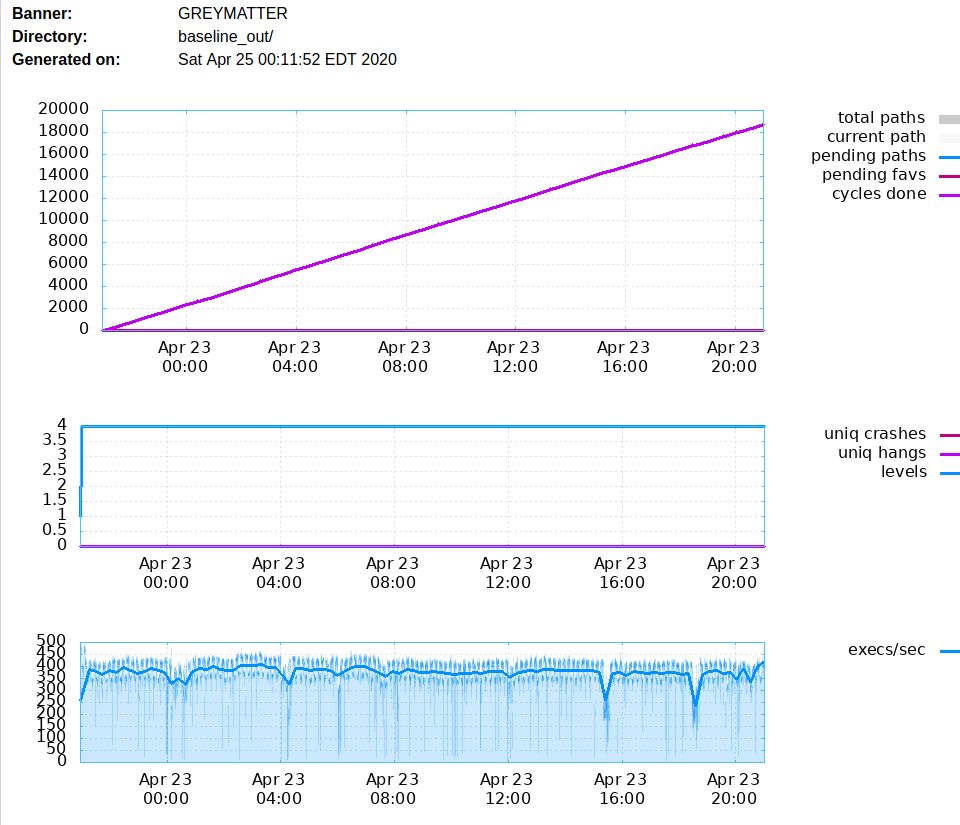 Banner: GREYMATTER
Directory: baseline_out/
Generated on: Sat Apr 25 00:11:52 EDT 2020
20000
18000
16000
14000
12000
10000
8000
6000
4000
2000
0
Apr 23 Apr 23 Apr 23 Apr 23 Apr 23 Apr 23
00:00 04:00 08:00 12:00 16:00 20:00
total paths
current path
pending paths
pending favs
cycles done
4
3.5
3
2.5
2
1.5
1
0.5
0
Apr 23 Apr 23 Apr 23 Apr 23 Apr 23 Apr 23
00:00 04:00 08:00 12:00 16:00 20:00
uniq crashes
uniq hangs
levels
500
450
400
350
300
250
200
150
100
50
0
Apr 23 Apr 23 Apr 23 Apr 23 Apr 23 Apr 23
00:00 04:00 08:00 12:00 16:00 20:00
execs/sec